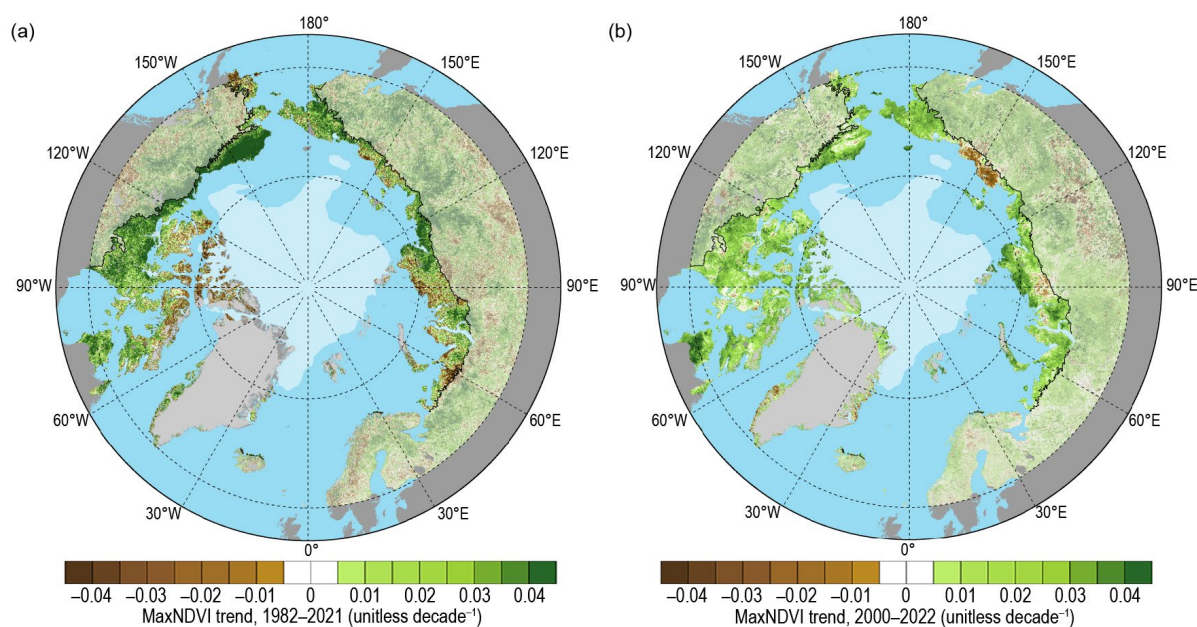 (a)
180°
150°W
150°E
120°W
120°E
90°W
90°E
60°W
60°E
30°W
30°E
0°
–0.04 –0.03 –0.02 –0.01 0 0.01 0.02 0.03 0.04
MaxNDVI trend, 1982–2021 (unitless decade⁻¹)
(b)
180°
150°W
150°E
120°W
120°E
90°W
90°E
60°W
60°E
30°W
30°E
0°
–0.04 –0.03 –0.02 –0.01 0 0.01 0.02 0.03 0.04
MaxNDVI trend, 2000–2022 (unitless decade⁻¹)